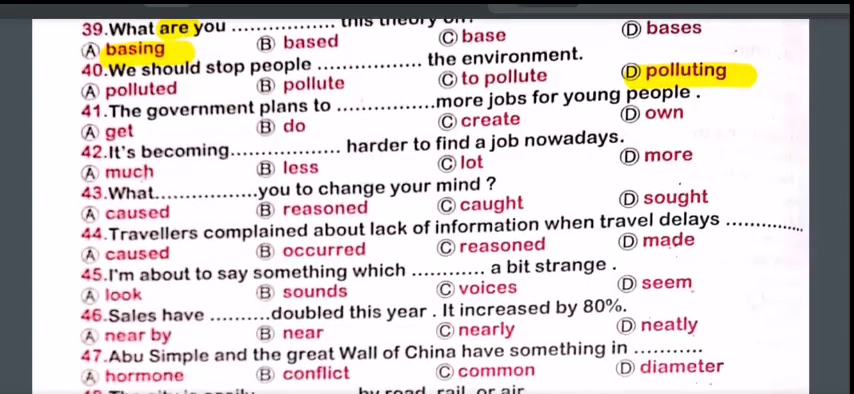 39.What are you ................ this theory on?
Ⓐ basing Ⓑ based Ⓒ base Ⓓ bases
40.We should stop people ................ the environment.
Ⓐ polluted Ⓑ pollute Ⓒ to pollute Ⓓ polluting
41.The government plans to ...............more jobs for young people .
Ⓐ get Ⓑ do Ⓒ create Ⓓ own
42.It's becoming................ harder to find a job nowadays.
Ⓐ much Ⓑ less Ⓒ lot Ⓓ more
43.What...............you to change your mind ?
Ⓐ caused Ⓑ reasoned Ⓒ caught Ⓓ sought
44.Travellers complained about lack of information when travel delays ............
Ⓐ caused Ⓑ occurred Ⓒ reasoned Ⓓ made
45.I'm about to say something which ............ a bit strange .
Ⓐ look Ⓑ sounds Ⓒ voices Ⓓ seem
46.Sales have ..........doubled this year . It increased by 80%.
Ⓐ near by Ⓑ near Ⓒ nearly Ⓓ neatly
47.Abu Simple and the great Wall of China have something in ...........
Ⓐ hormone Ⓑ conflict Ⓒ common Ⓓ diameter
by road, rail, or air